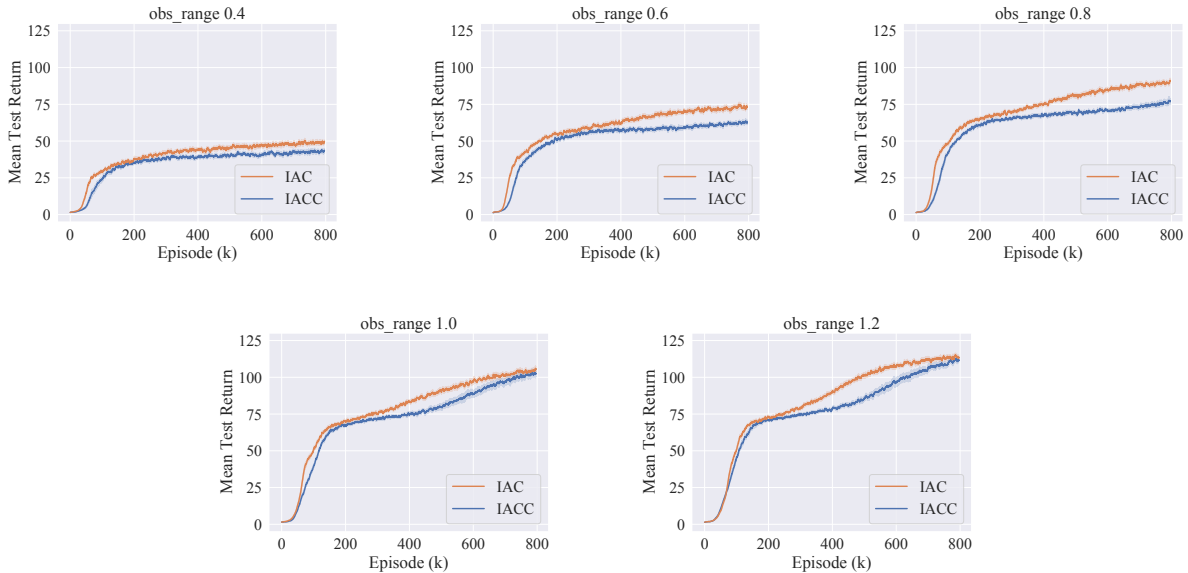 obs_range 0.4
125
100
75
50
25
0
Mean Test Return
IAC
IACC
0 200 400 600 800
Episode (k)
obs_range 0.6
125
100
75
50
25
0
Mean Test Return
IAC
IACC
0 200 400 600 800
Episode (k)
obs_range 0.8
125
100
75
50
25
0
Mean Test Return
IAC
IACC
0 200 400 600 800
Episode (k)
obs_range 1.0
125
100
75
50
25
0
Mean Test Return
IAC
IACC
0 200 400 600 800
Episode (k)
obs_range 1.2
125
100
75
50
25
0
Mean Test Return
IAC
IACC
0 200 400 600 800
Episode (k)